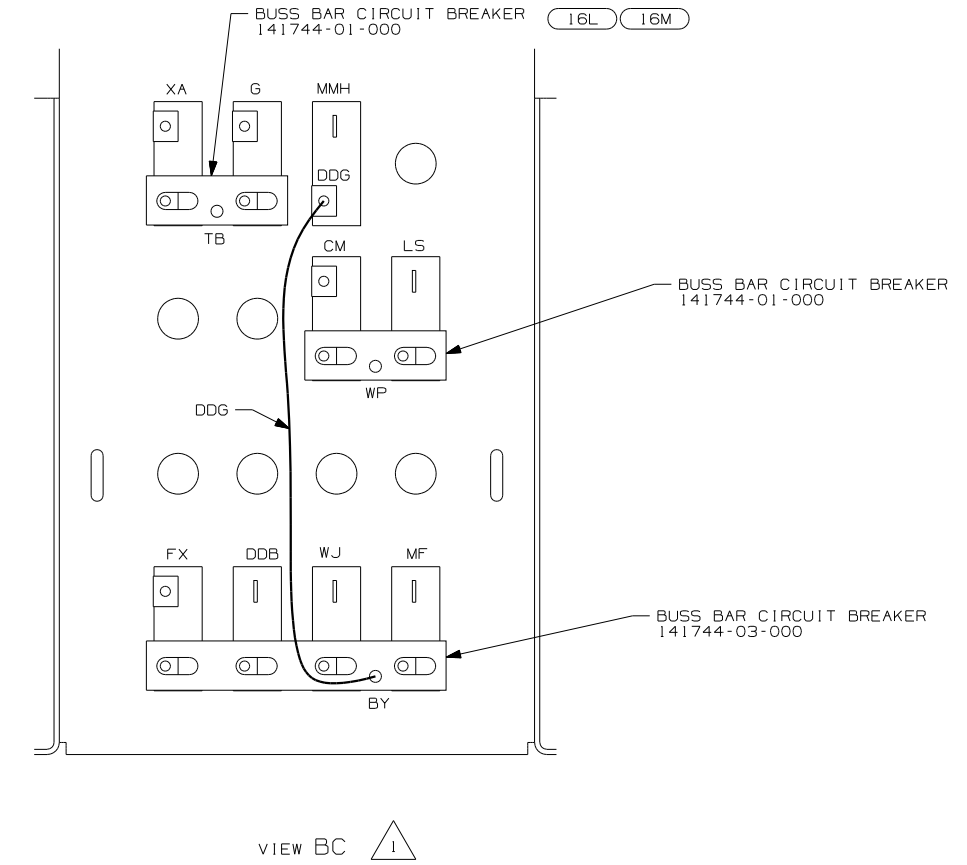 BUSS BAR CIRCUIT BREAKER
141744-01-000
16L 16M
XA G MMH
DDG
TB
CM LS
BUSS BAR CIRCUIT BREAKER
141744-01-000
WP
DDG
FX DDB WJ MF
BUSS BAR CIRCUIT BREAKER
141744-03-000
BY
VIEW BC 1